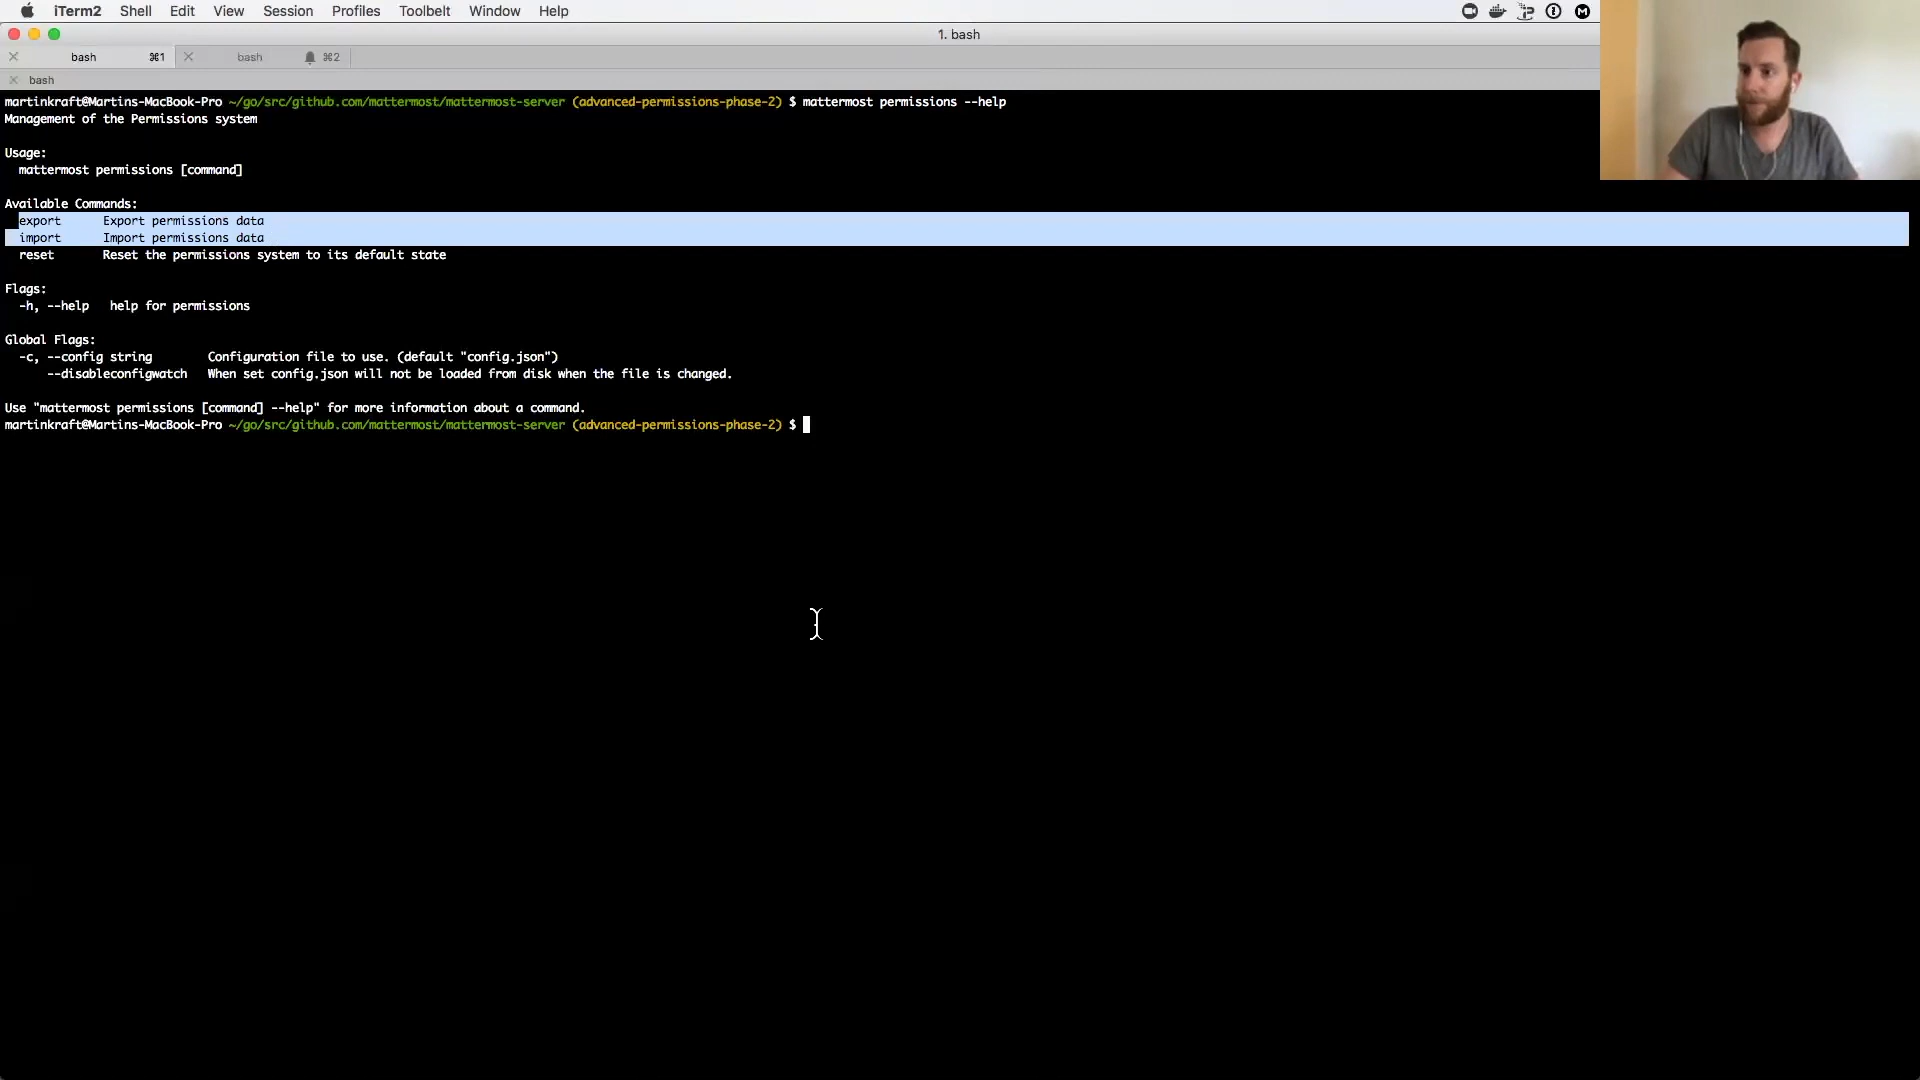 iTerm2 Shell Edit View Session Profiles Toolbelt Window Help
1. bash
bash ⌘1 bash ⌘2
bash
martinkraft@Martins-MacBook-Pro ~/go/src/github.com/mattermost/mattermost-server (advanced-permissions-phase-2) $ mattermost permissions --help
Management of the Permissions system
Usage:
mattermost permissions [command]
Available Commands:
export Export permissions data
import Import permissions data
reset Reset the permissions system to its default state
Flags:
-h, --help help for permissions
Global Flags:
-c, --config string Configuration file to use. (default "config.json")
--disableconfigwatch When set config.json will not be loaded from disk when the file is changed.
Use "mattermost permissions [command] --help" for more information about a command.
martinkraft@Martins-MacBook-Pro ~/go/src/github.com/mattermost/mattermost-server (advanced-permissions-phase-2) $